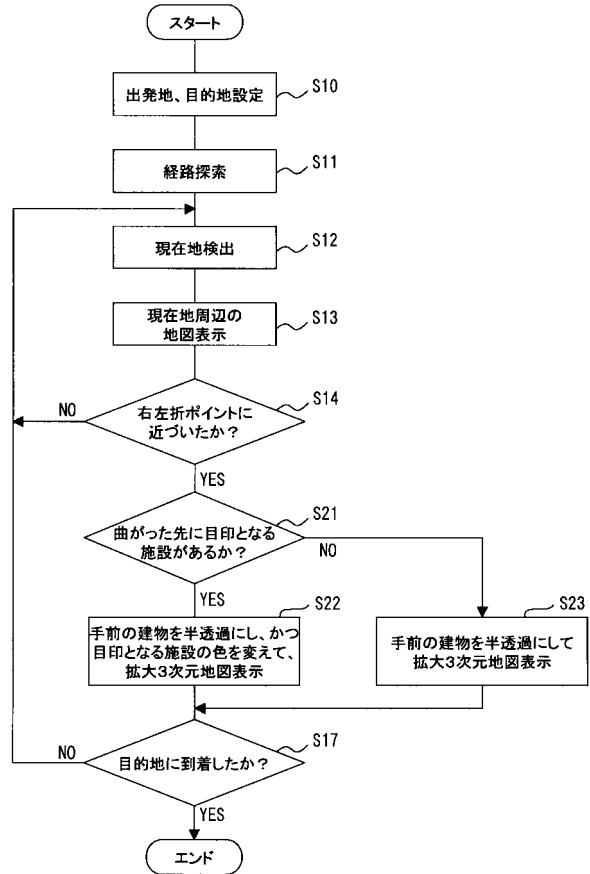 スタート
出発地、目的地設定
S10
経路探索
S11
現在地検出
S12
現在地周辺の
地図表示
S13
右左折ポイントに
近づいたか?
S14
NO
YES
曲がった先に目印となる
施設があるか?
S21
NO
YES
手前の建物を半透過にし、かつ
目印となる施設の色を変えて、
拡大3次元地図表示
S22
手前の建物を半透過にして
拡大3次元地図表示
S23
目的地に到着したか?
S17
NO
YES
エンド